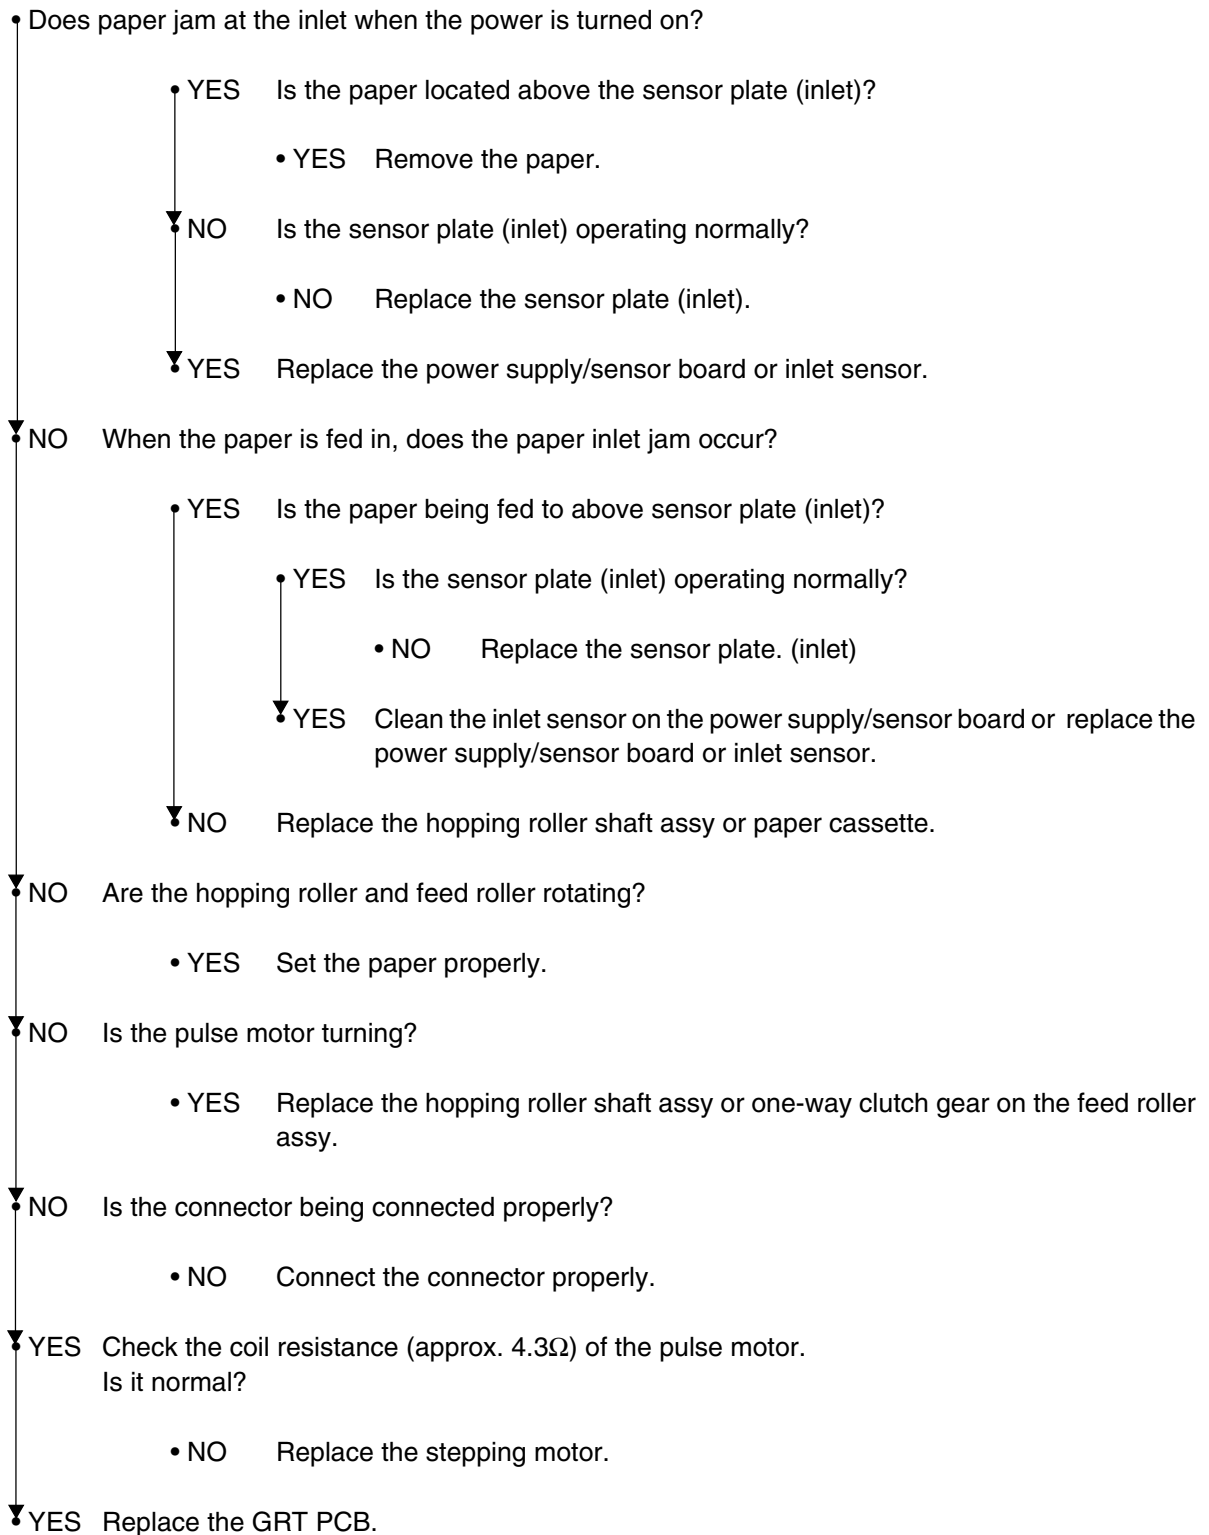 • Does paper jam at the inlet when the power is turned on?
• YES Is the paper located above the sensor plate (inlet)?
• YES Remove the paper.
• NO Is the sensor plate (inlet) operating normally?
• NO Replace the sensor plate (inlet).
• YES Replace the power supply/sensor board or inlet sensor.
• NO When the paper is fed in, does the paper inlet jam occur?
• YES Is the paper being fed to above sensor plate (inlet)?
• YES Is the sensor plate (inlet) operating normally?
• NO Replace the sensor plate. (inlet)
• YES Clean the inlet sensor on the power supply/sensor board or replace the
power supply/sensor board or inlet sensor.
• NO Replace the hopping roller shaft assy or paper cassette.
• NO Are the hopping roller and feed roller rotating?
• YES Set the paper properly.
• NO Is the pulse motor turning?
• YES Replace the hopping roller shaft assy or one-way clutch gear on the feed roller
assy.
• NO Is the connector being connected properly?
• NO Connect the connector properly.
• YES Check the coil resistance (approx. 4.3Ω) of the pulse motor.
Is it normal?
• NO Replace the stepping motor.
• YES Replace the GRT PCB.